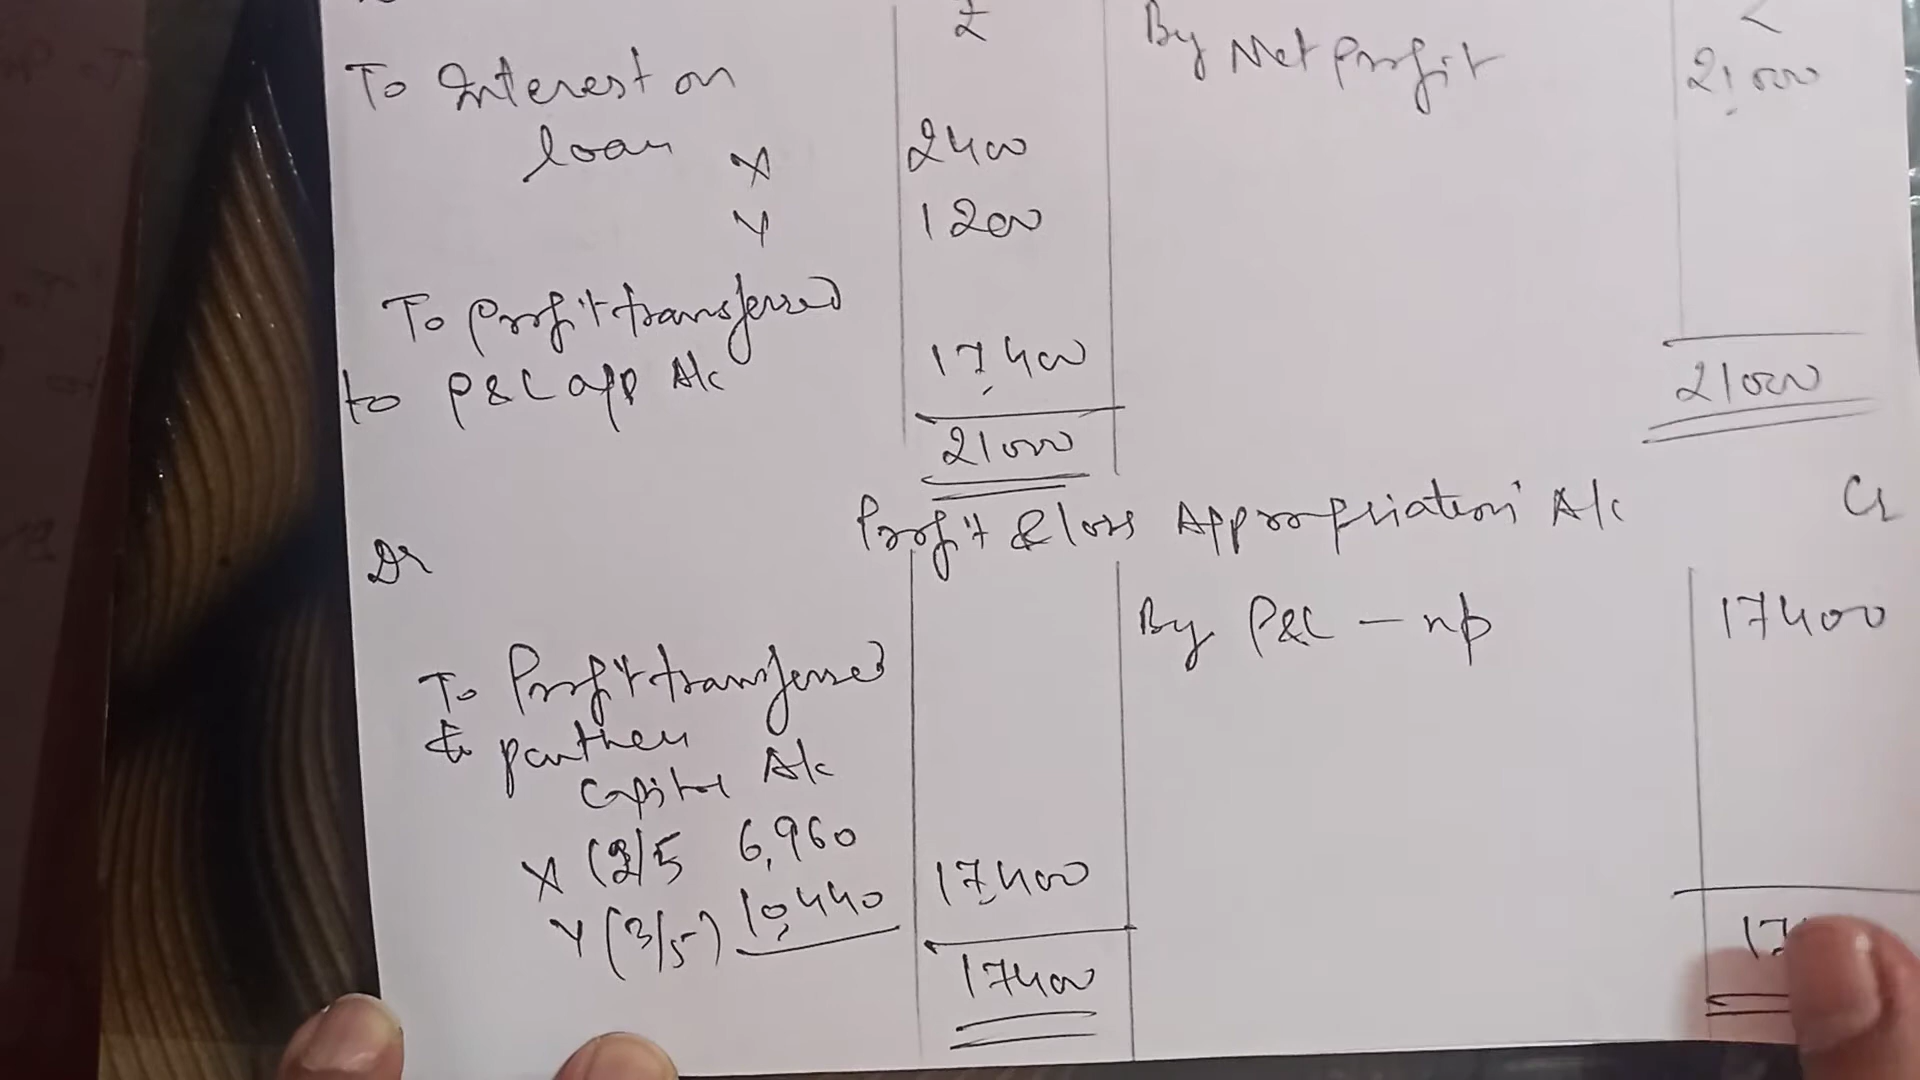 ₹
By Net profit
21,000
To Interest on
loan X 2400
Y 1200
To profit transferred
to P&L app A/c 17,400
21000
21000
Profit & loss Appropriation A/c
Dr
Cr
By P&L – np 17400
To Profit transferred
to partner
Capital A/c
X (2/5 6,960
Y (3/5) 10,440
17,400
17400
17